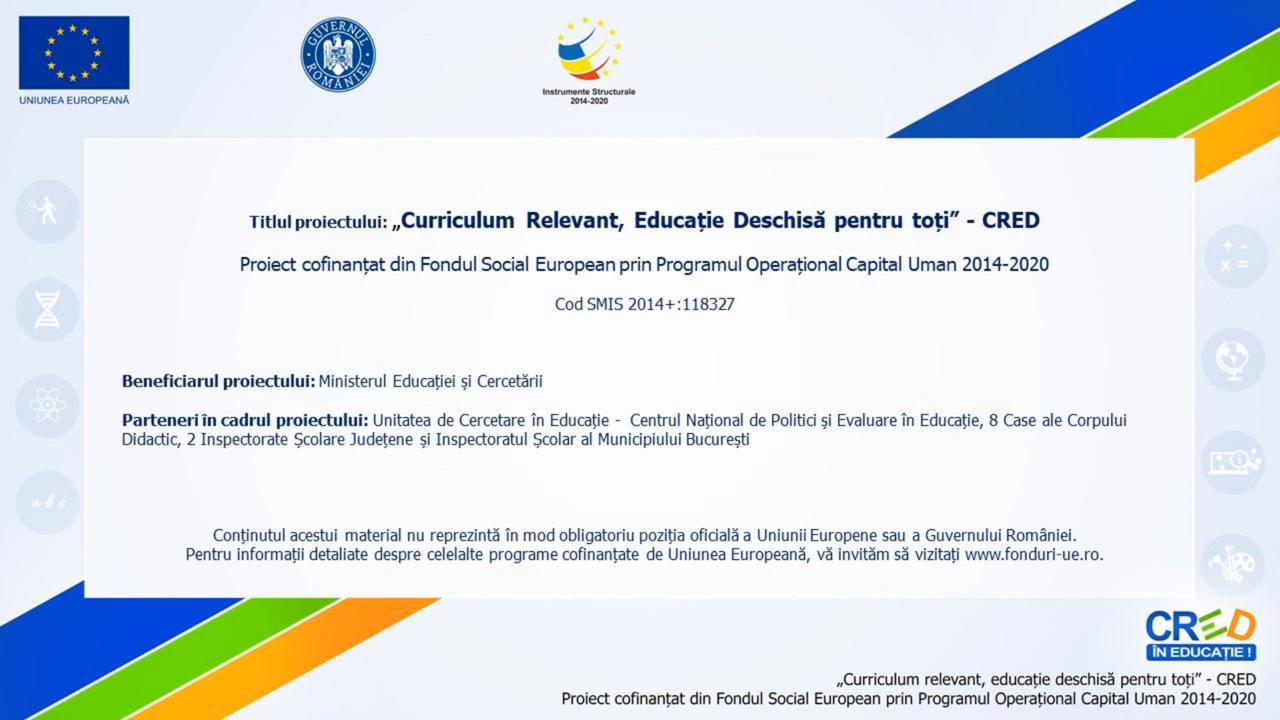 UNIUNEA EUROPEANĂ
GUVERNUL ROMÂNIEI
Instrumente Structurale
2014-2020
Titlul proiectului: „Curriculum Relevant, Educație Deschisă pentru toți” - CRED
Proiect cofinanțat din Fondul Social European prin Programul Operațional Capital Uman 2014-2020
Cod SMIS 2014+:118327
Beneficiarul proiectului: Ministerul Educației și Cercetării
Parteneri în cadrul proiectului: Unitatea de Cercetare în Educație - Centrul Național de Politici și Evaluare în Educație, 8 Case ale Corpului
Didactic, 2 Inspectorate Școlare Județene și Inspectoratul Școlar al Municipiului București
Conținutul acestui material nu reprezintă în mod obligatoriu poziția oficială a Uniunii Europene sau a Guvernului României.
Pentru informații detaliate despre celelalte programe cofinanțate de Uniunea Europeană, vă invităm să vizitați www.fonduri-ue.ro.
+ -
x =
a b c
CRED
ÎN EDUCAȚIE !
„Curriculum relevant, educație deschisă pentru toți” - CRED
Proiect cofinanțat din Fondul Social European prin Programul Operațional Capital Uman 2014-2020